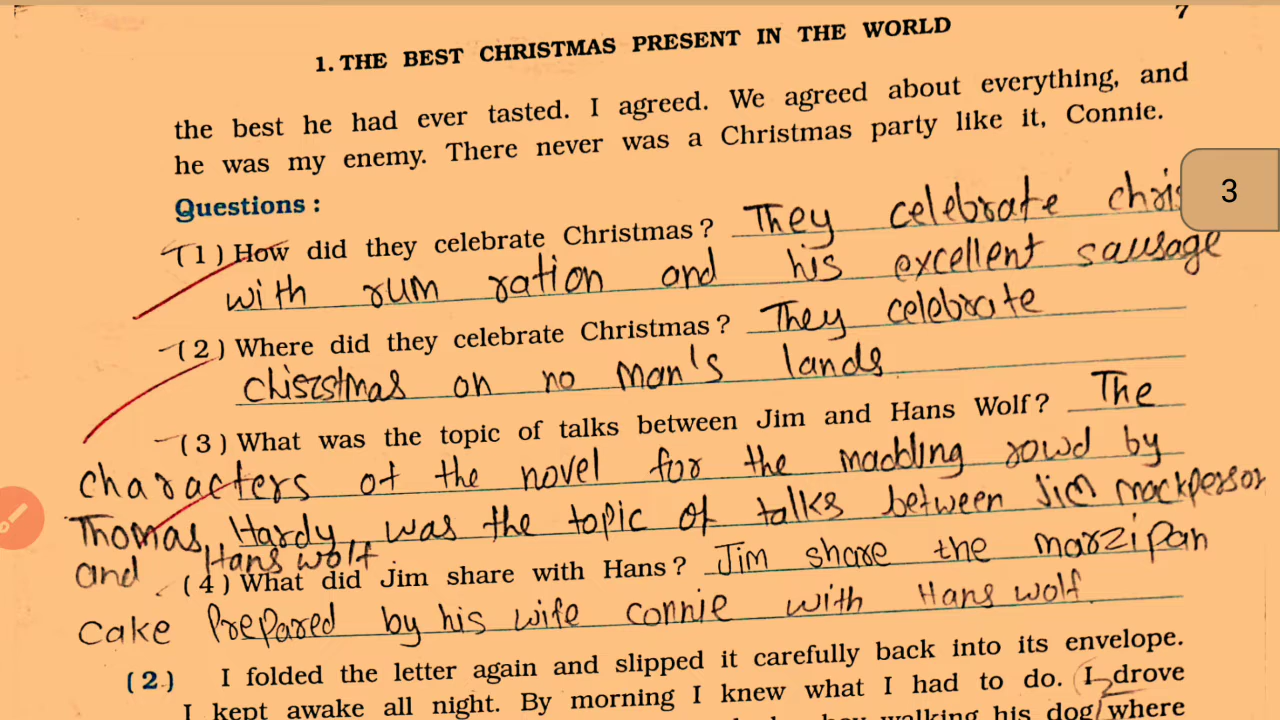 7
1. THE BEST CHRISTMAS PRESENT IN THE WORLD
the best he had ever tasted. I agreed. We agreed about everything, and
he was my enemy. There never was a Christmas party like it, Connie.
Questions :
3
(1) How did they celebrate Christmas? They celebrate chris
with rum ration and his excellent sausage
(2) Where did they celebrate Christmas? They celebrate
on no man's lands
(3) What was the topic of talks between Jim and Hans Wolf? The
characters of the novel for the madding by
Thomas, Hardy was the topic of talks between Jim mackperson
and Hans wolf.
(4) What did Jim share with Hans? Jim share the marzipan
cake Prepared by his wife connie with Hans wolf.
(2) I folded the letter again and slipped it carefully back into its envelope.
I kept awake all night. By morning I knew what I had to do. I drove
boy walking his dog where